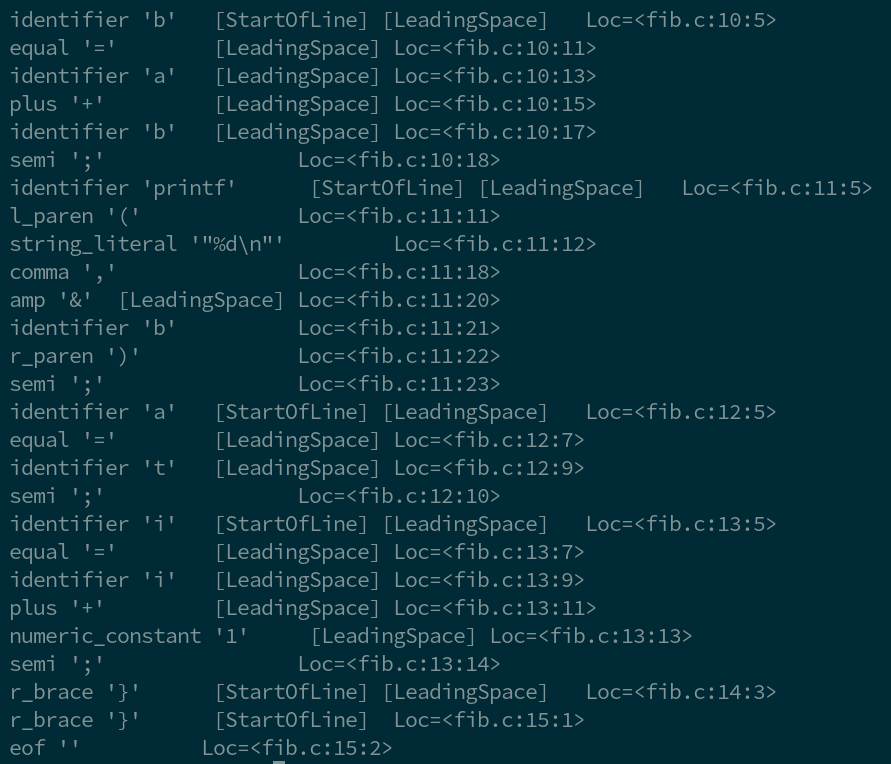 identifier 'b'   [StartOfLine] [LeadingSpace]   Loc=<fib.c:10:5>
equal '='        [LeadingSpace] Loc=<fib.c:10:11>
identifier 'a'   [LeadingSpace] Loc=<fib.c:10:13>
plus '+'         [LeadingSpace] Loc=<fib.c:10:15>
identifier 'b'   [LeadingSpace] Loc=<fib.c:10:17>
semi ';'                Loc=<fib.c:10:18>
identifier 'printf'      [StartOfLine] [LeadingSpace]   Loc=<fib.c:11:5>
l_paren '('             Loc=<fib.c:11:11>
string_literal '"%d\n"'         Loc=<fib.c:11:12>
comma ','               Loc=<fib.c:11:18>
amp '&'  [LeadingSpace] Loc=<fib.c:11:20>
identifier 'b'          Loc=<fib.c:11:21>
r_paren ')'             Loc=<fib.c:11:22>
semi ';'                Loc=<fib.c:11:23>
identifier 'a'   [StartOfLine] [LeadingSpace]   Loc=<fib.c:12:5>
equal '='        [LeadingSpace] Loc=<fib.c:12:7>
identifier 't'   [LeadingSpace] Loc=<fib.c:12:9>
semi ';'                Loc=<fib.c:12:10>
identifier 'i'   [StartOfLine] [LeadingSpace]   Loc=<fib.c:13:5>
equal '='        [LeadingSpace] Loc=<fib.c:13:7>
identifier 'i'   [LeadingSpace] Loc=<fib.c:13:9>
plus '+'         [LeadingSpace] Loc=<fib.c:13:11>
numeric_constant '1'     [LeadingSpace] Loc=<fib.c:13:13>
semi ';'                Loc=<fib.c:13:14>
r_brace '}'      [StartOfLine] [LeadingSpace]   Loc=<fib.c:14:3>
r_brace '}'      [StartOfLine]  Loc=<fib.c:15:1>
eof ''          Loc=<fib.c:15:2>